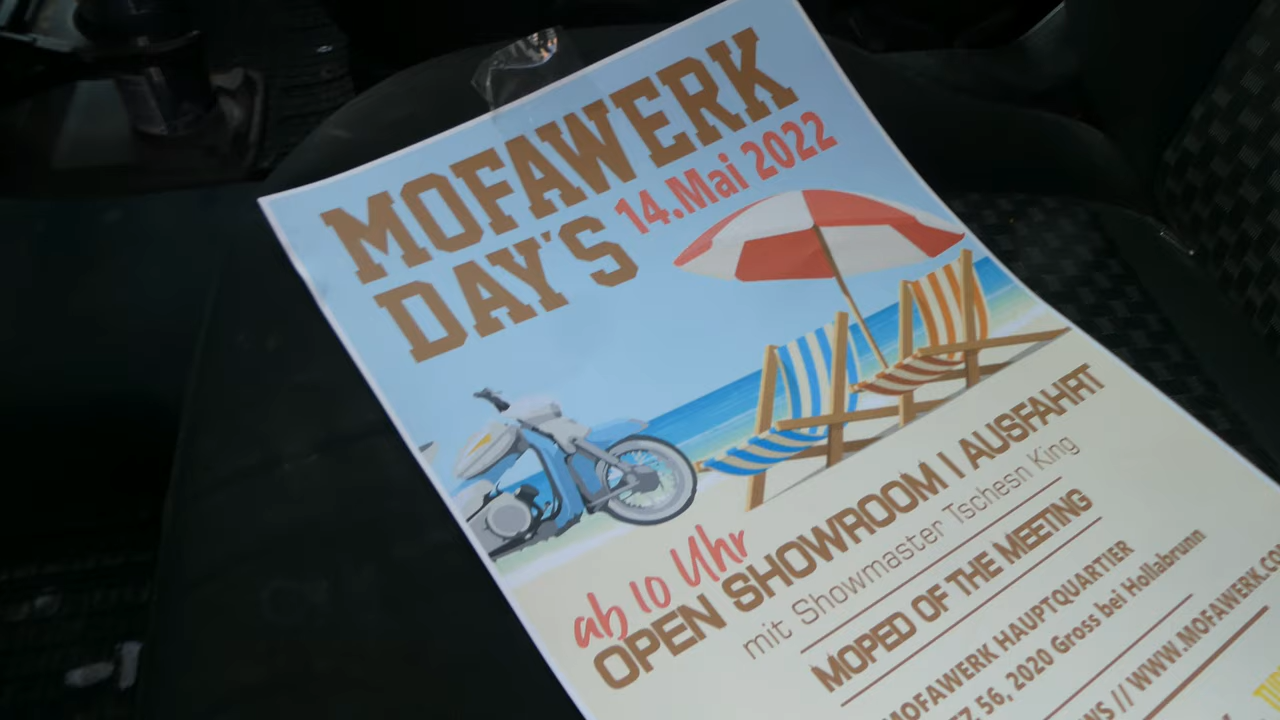 MOFAWERK
DAY'S
14.Mai 2022
ab 10 Uhr
OPEN SHOWROOM | AUSFAHRT
mit Showmaster Tschesn King
MOPED OF THE MEETING
MOFAWERK HAUPTQUARTIER
56, 2020 Gross bei Hollabrunn
// WWW.MOFAWERK.CO